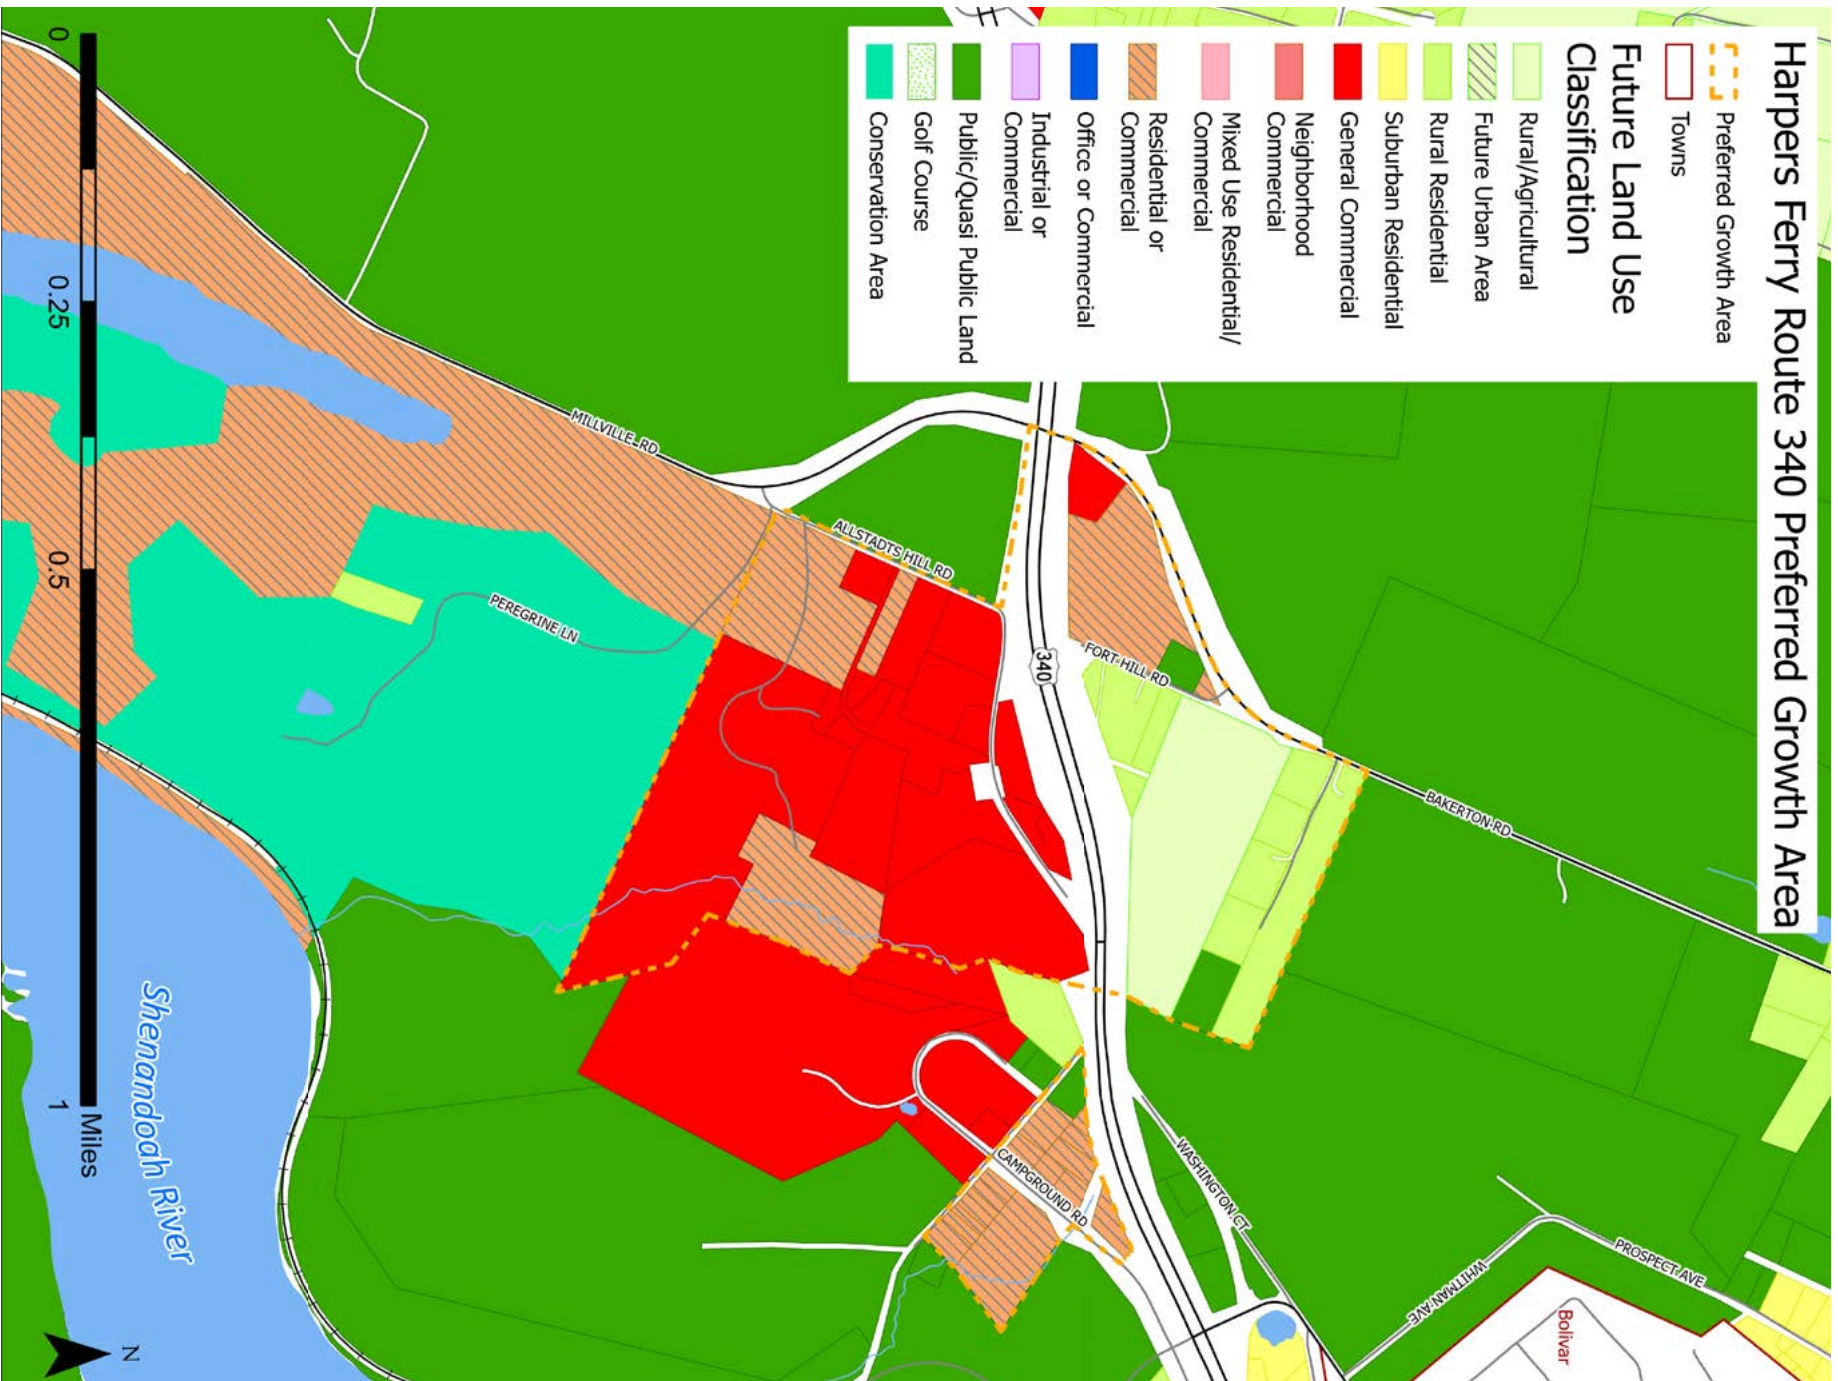 Harpers Ferry Route 340 Preferred Growth Area
Preferred Growth Area
Towns
Future Land Use
Classification
Rural/Agricultural
Future Urban Area
Rural Residential
Suburban Residential
General Commercial
Neighborhood
Commercial
Mixed Use Residential/
Commercial
Residential or
Commercial
Office or Commercial
Industrial or
Commercial
Public/Quasi Public Land
Golf Course
Conservation Area
BAKERTON RD
PROSPECT AVE
WHITMAN AVE
Bolivar
WASHINGTON CT
FORT HILL RD
340
ALLSTADTS HILL RD
CAMPGROUND RD
MILLVILLE RD
PEREGRINE LN
Shenandoah River
0
0.25
0.5
1
Miles
N